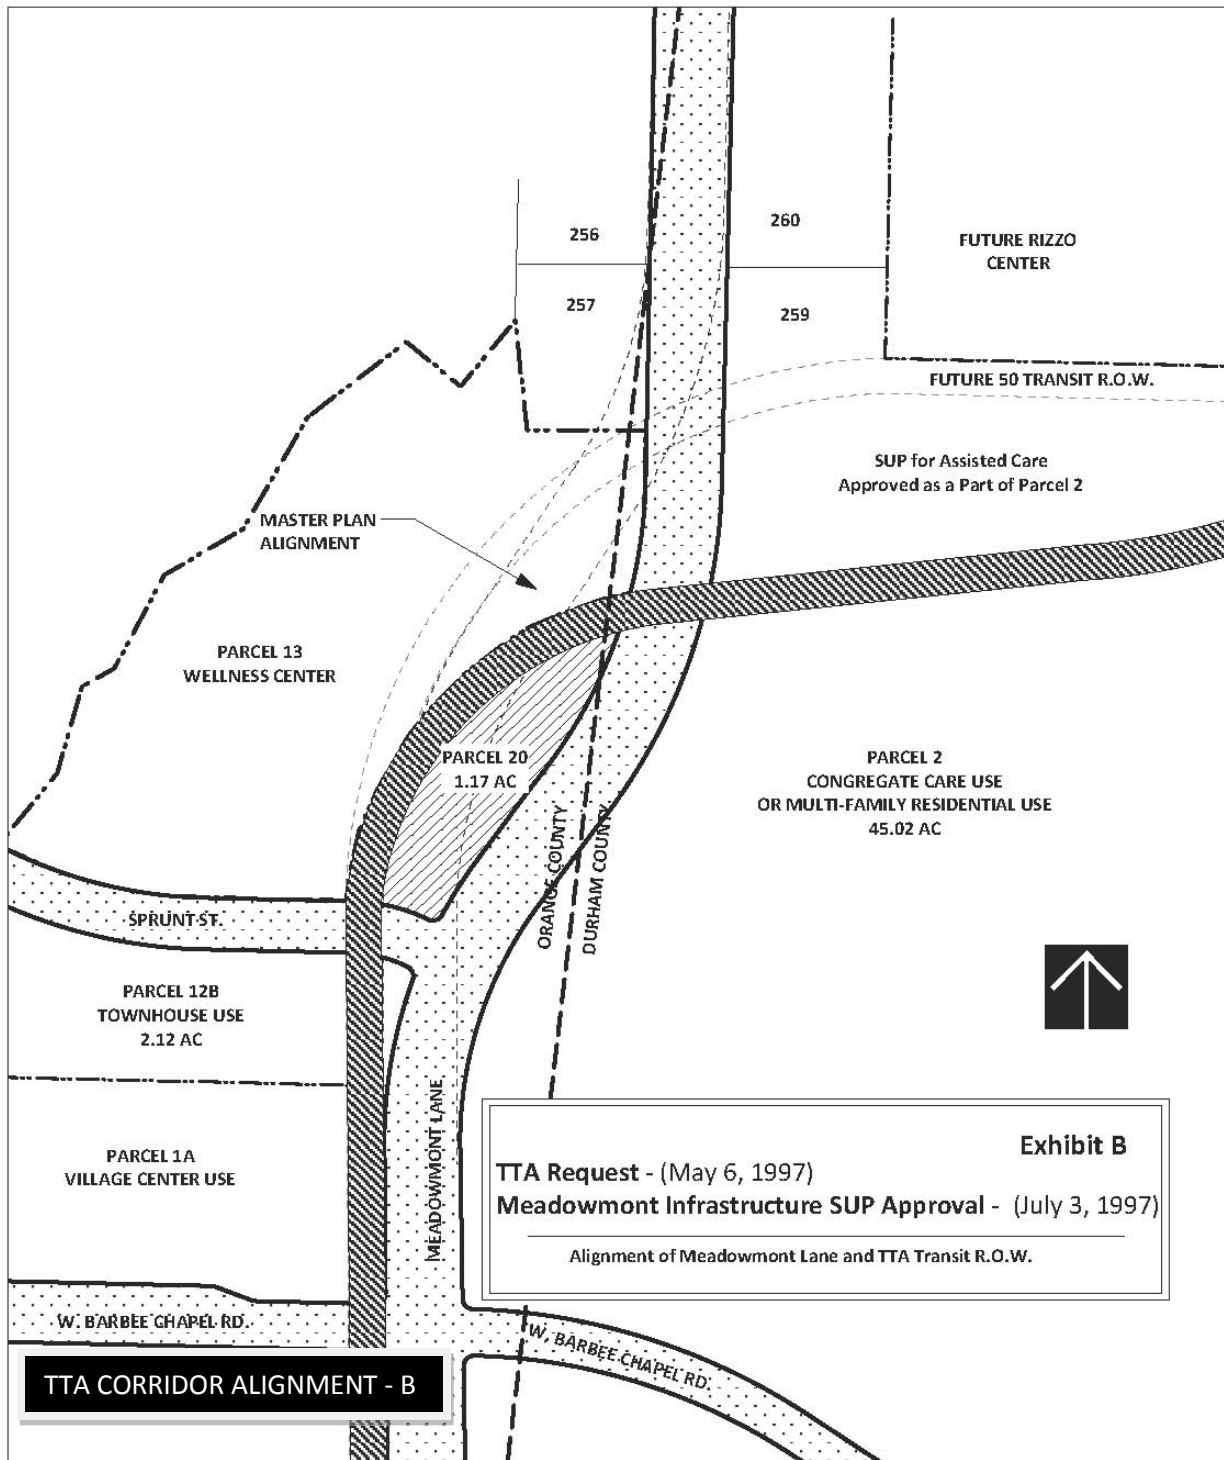 256
260
FUTURE RIZZO
CENTER
257
259
FUTURE 50 TRANSIT R.O.W.
SUP for Assisted Care
Approved as a Part of Parcel 2
MASTER PLAN
ALIGNMENT
PARCEL 13
WELLNESS CENTER
PARCEL 20
1.17 AC
PARCEL 2
CONGREGATE CARE USE
OR MULTI-FAMILY RESIDENTIAL USE
45.02 AC
ORANGE COUNTY
DURHAM COUNTY
SPRUNT ST.
PARCEL 12B
TOWNHOUSE USE
2.12 AC
MEADOWMONT LANE
PARCEL 1A
VILLAGE CENTER USE
Exhibit B
TTA Request - (May 6, 1997)
Meadowmont Infrastructure SUP Approval - (July 3, 1997)
Alignment of Meadowmont Lane and TTA Transit R.O.W.
W. BARBEE CHAPEL RD.
W. BARBEE CHAPEL RD.
TTA CORRIDOR ALIGNMENT - B